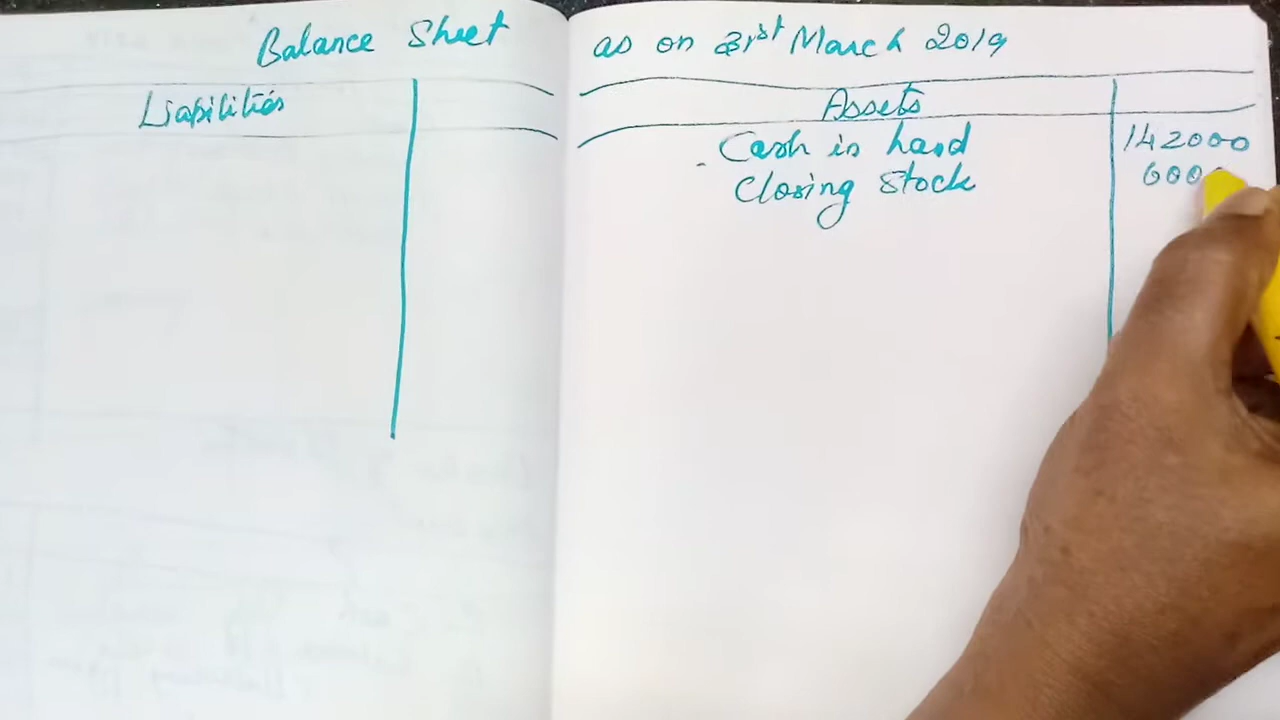 Balance Sheet as on 31st March 2019
Liabilities
Assets
Cash in hand 142000
Closing Stock